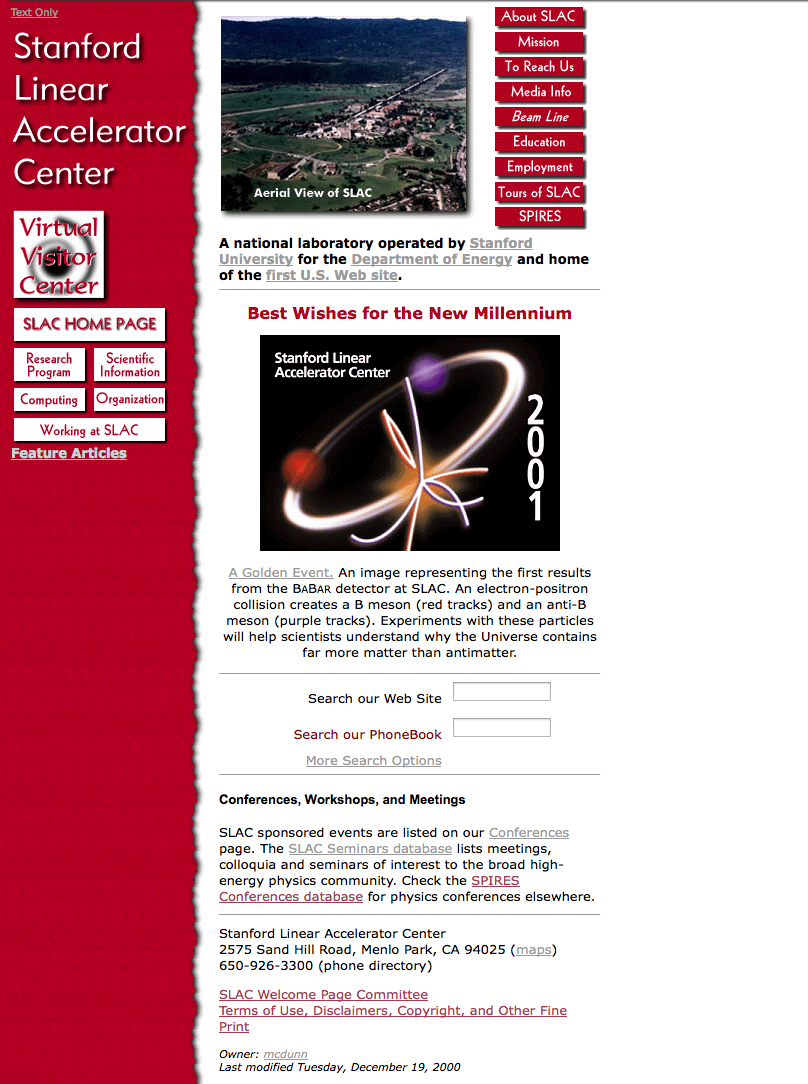 Text Only
Stanford
Linear
Accelerator
Center
Virtual
Visitor
Center
SLAC HOME PAGE
Research
Program
Scientific
Information
Computing
Organization
Working at SLAC
Feature Articles
Aerial View of SLAC
About SLAC
Mission
To Reach Us
Media Info
Beam Line
Education
Employment
Tours of SLAC
SPIRES
A national laboratory operated by Stanford
University for the Department of Energy and home
of the first U.S. Web site.
Best Wishes for the New Millennium
Stanford Linear
Accelerator Center
2001
A Golden Event. An image representing the first results
from the BABAR detector at SLAC. An electron-positron
collision creates a B meson (red tracks) and an anti-B
meson (purple tracks). Experiments with these particles
will help scientists understand why the Universe contains
far more matter than antimatter.
Search our Web Site
Search our PhoneBook
More Search Options
Conferences, Workshops, and Meetings
SLAC sponsored events are listed on our Conferences
page. The SLAC Seminars database lists meetings,
colloquia and seminars of interest to the broad high-
energy physics community. Check the SPIRES
Conferences database for physics conferences elsewhere.
Stanford Linear Accelerator Center
2575 Sand Hill Road, Menlo Park, CA 94025 (maps)
650-926-3300 (phone directory)
SLAC Welcome Page Committee
Terms of Use, Disclaimers, Copyright, and Other Fine
Print
Owner: mcdunn
Last modified Tuesday, December 19, 2000